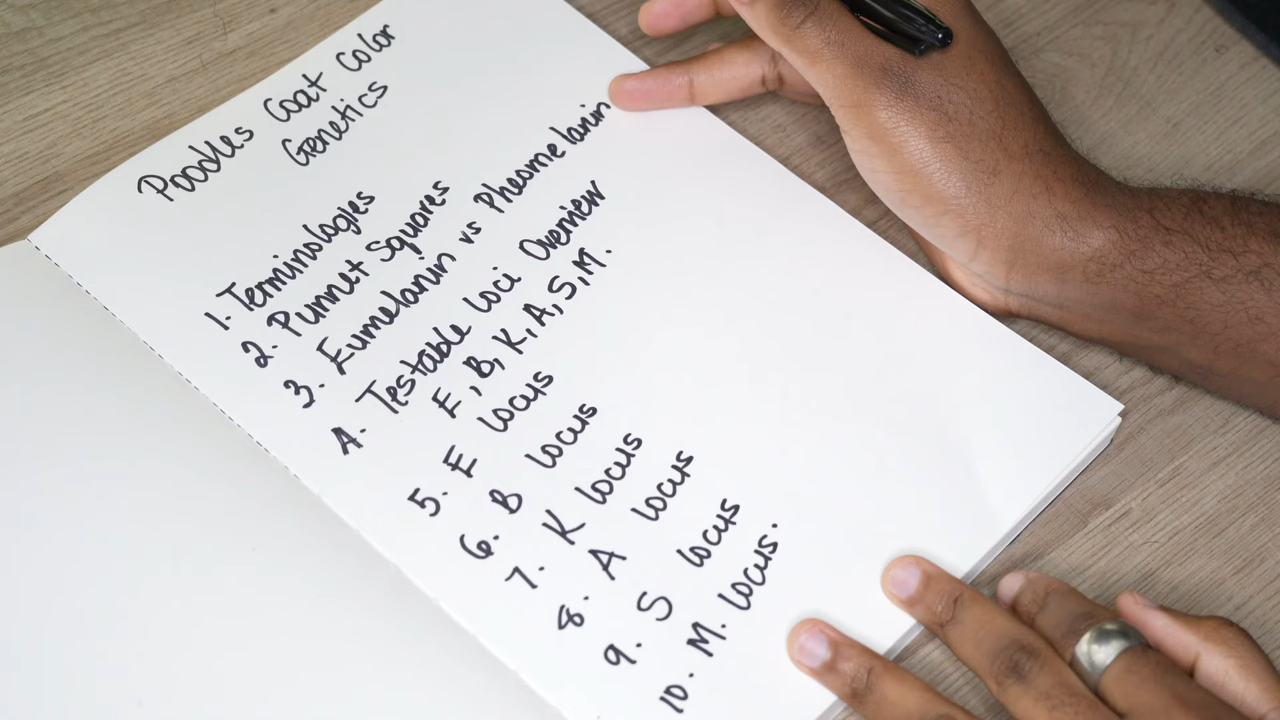 Poodles Coat Color
Genetics
1. Terminologies
2. Punnet Squares
3. Eumelanin vs Pheomelanin
4. Testable Loci Overview
E, B, K, A, S, M.
5. E Locus
6. B Locus
7. K Locus
8. A Locus
9. S Locus
10. M. Locus.